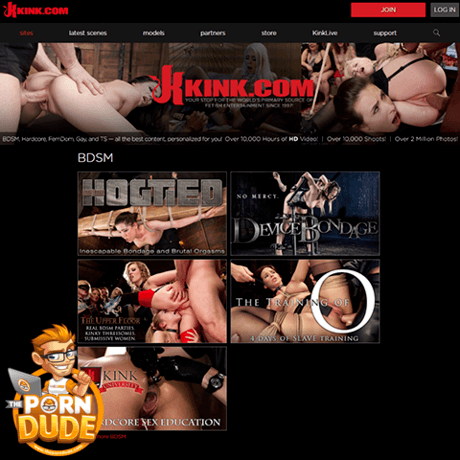 KINK.COM
JOIN
LOG IN
sites latest scenes models partners store KinkLive support
KINK.COM
YOUR STOP FOR THE WORLD'S PRIMARY SOURCE OF
FETISH ENTERTAINMENT SINCE 1997
BDSM, Hardcore, FemDom, Gay, and TS — all the best content, personalized for you! Over 10,000 Hours of HD Video! | Over 10,000 Shoots! | Over 2 Million Photos!
BDSM
HOGTIED
Inescapable Bondage and Brutal Orgasms
NO MERCY.
DEVICE BONDAGE
THE UPPER FLOOR
REAL BDSM PARTIES,
KINKY THREESOMES,
SUBMISSIVE WOMEN
THE TRAINING OF O
4 DAYS OF SLAVE TRAINING
KINK
UNIVERSITY
HARDCORE SEX EDUCATION
more BDSM
THE
PORN
DUDE